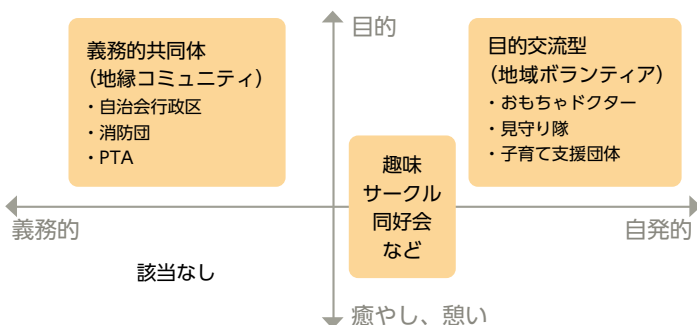 目的
義務的共同体
（地縁コミュニティ）
・自治会行政区
・消防団
・PTA
目的交流型
（地域ボランティア）
・おもちゃドクター
・見守り隊
・子育て支援団体
趣味
サークル
同好会
など
義務的
自発的
該当なし
癒やし、憩い